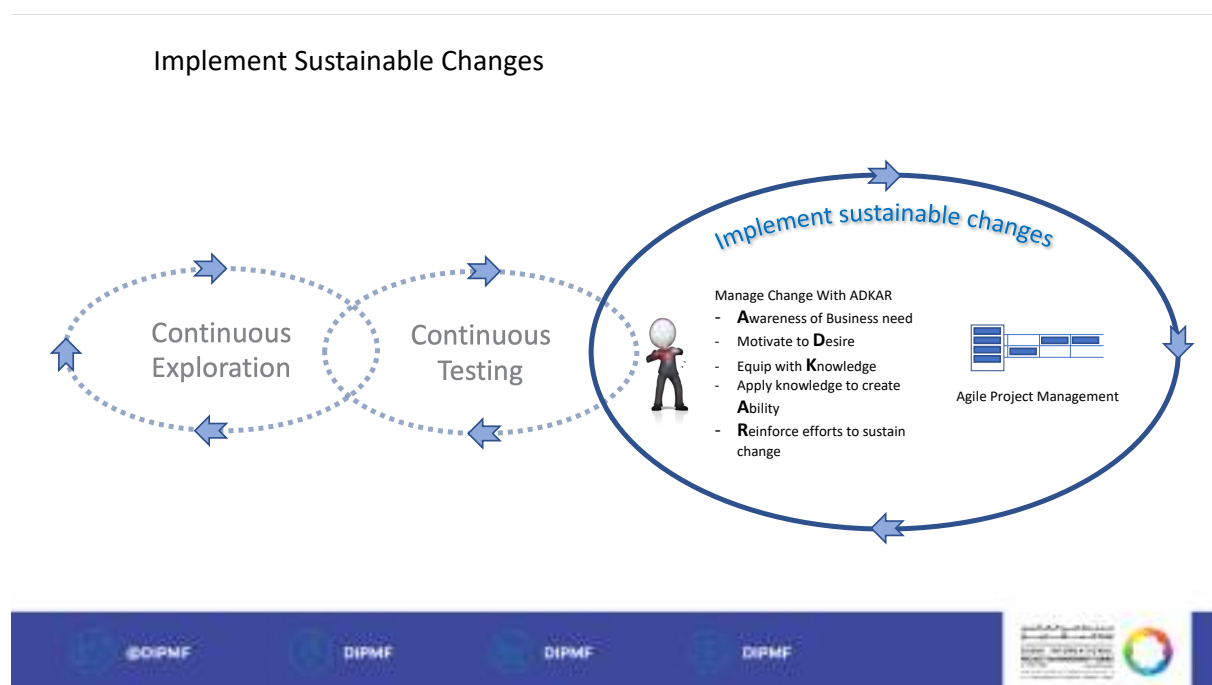 Implement Sustainable Changes
Implement sustainable changes
Continuous
Exploration
Continuous
Testing
Manage Change With ADKAR
- Awareness of Business need
- Motivate to Desire
- Equip with Knowledge
- Apply knowledge to create
Ability
- Reinforce efforts to sustain
change
Agile Project Management
@DIPMF
DIPMF
DIPMF
DIPMF